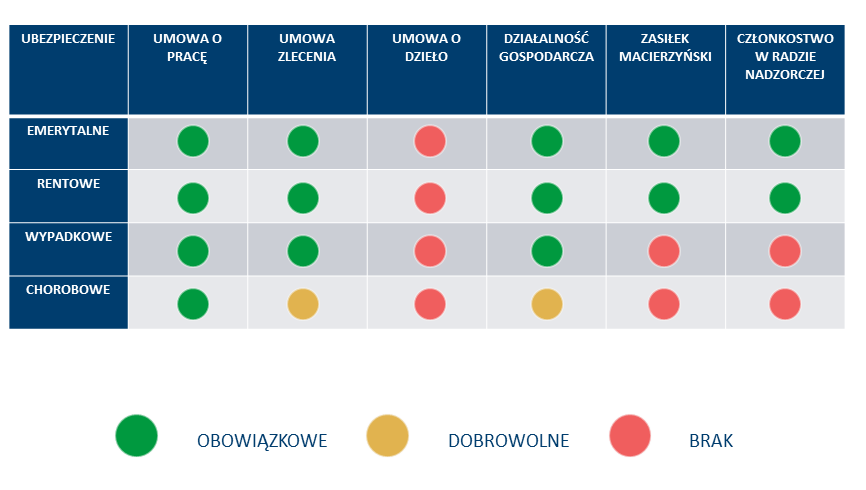 UBEZPIECZENIE
UMOWA O
PRACĘ
UMOWA
ZLECENIA
UMOWA O
DZIEŁO
DZIAŁALNOŚĆ
GOSPODARCZA
ZASIŁEK
MACIERZYŃSKI
CZŁONKOSTWO
W RADZIE
NADZORCZEJ
EMERYTALNE
RENTOWE
WYPADKOWE
CHOROBOWE
OBOWIĄZKOWE
DOBROWOLNE
BRAK